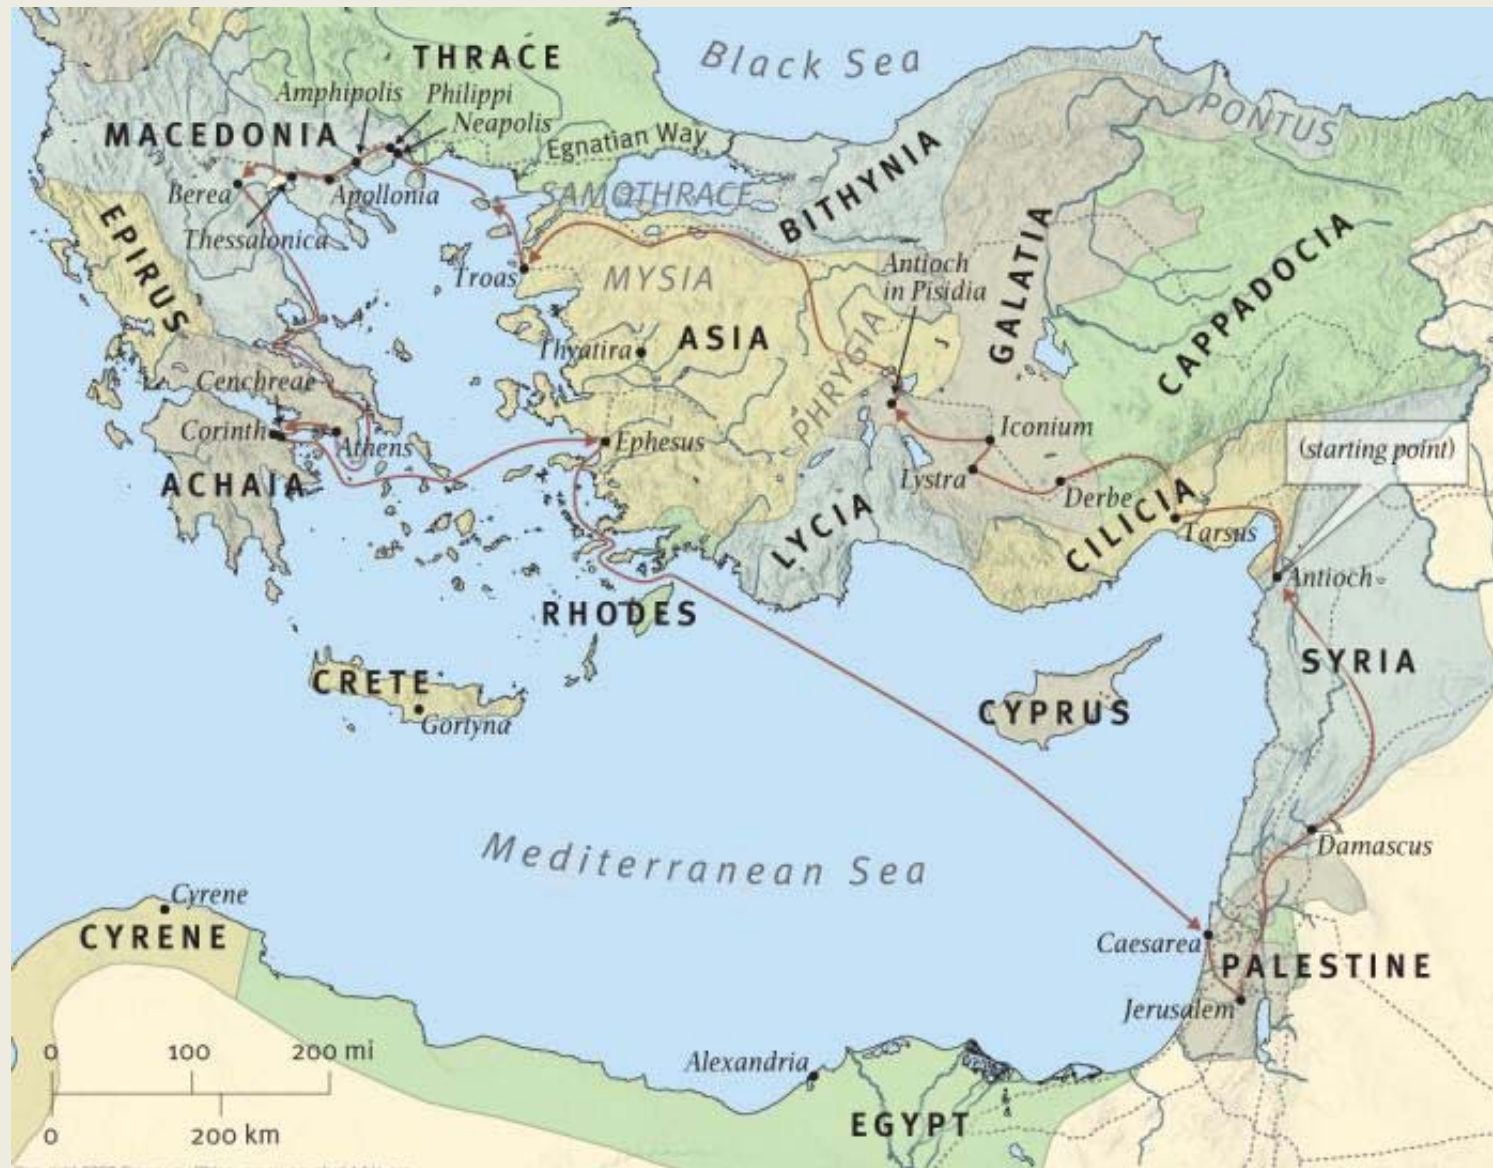 Black Sea
THRACE
Amphipolis
Philippi
Neapolis
MACEDONIA
Egnatian Way
PONTUS
Berea
Apollonia
SAMOTHRACE
BITHYNIA
Thessalonica
EPIRUS
Troas
MYSIA
Antioch
in Pisidia
GALATIA
CAPPADOCIA
Thyatira
ASIA
PHRYGIA
Cenchreae
Corinth
Athens
Ephesus
Iconium
(starting point)
ACHAIA
Lystra
Derbe
LYCIA
CILICIA
Tarsus
Antioch
RHODES
SYRIA
CRETE
Gortyna
CYPRUS
Mediterranean Sea
Damascus
Cyrene
CYRENE
Caesarea
PALESTINE
Jerusalem
0 100 200 mi
Alexandria
EGYPT
0 200 km